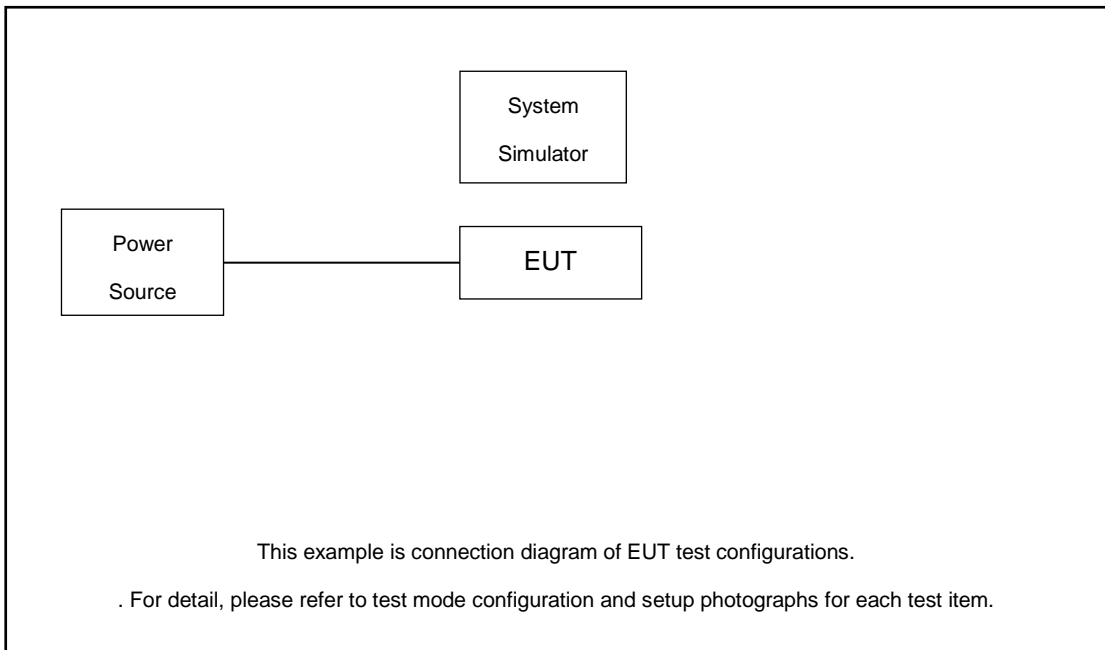 System
Simulator
Power
Source
EUT
This example is connection diagram of EUT test configurations.
. For detail, please refer to test mode configuration and setup photographs for each test item.